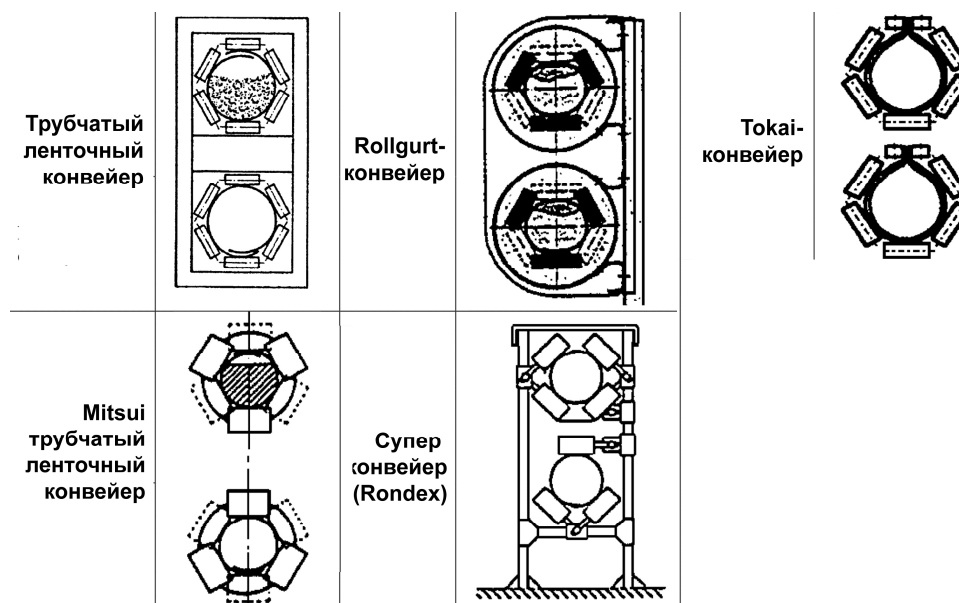 Трубчатый
ленточный
конвейер
Rollgurt-
конвейер
Tokai-
конвейер
Mitsui
трубчатый
ленточный
конвейер
Супер
конвейер
(Rondex)